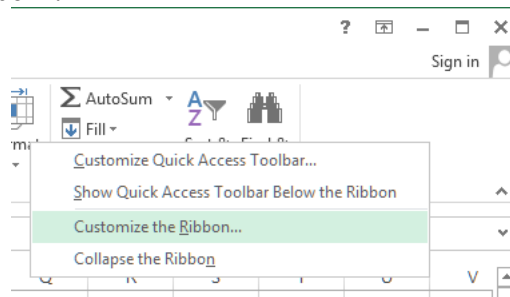 ?
Sign in
AutoSum
Fill
Customize Quick Access Toolbar...
Show Quick Access Toolbar Below the Ribbon
Customize the Ribbon...
Collapse the Ribbon
V